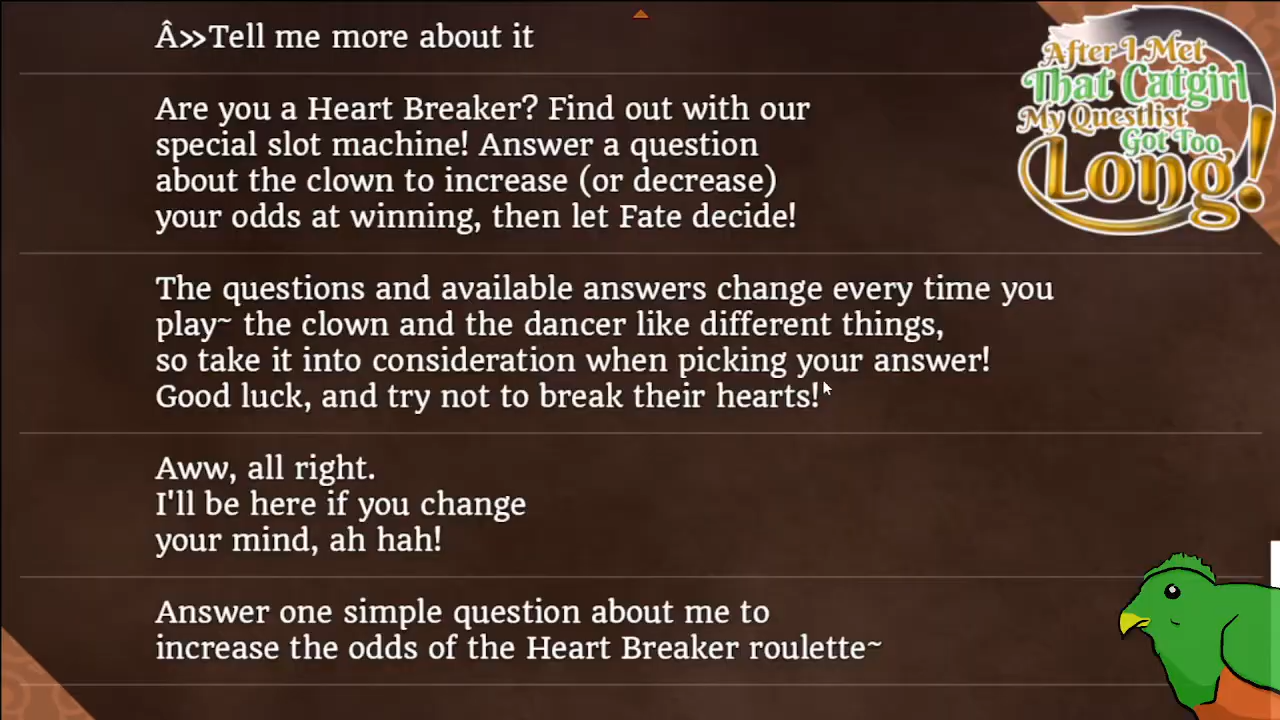 Â»Tell me more about it
Are you a Heart Breaker? Find out with our
special slot machine! Answer a question
about the clown to increase (or decrease)
your odds at winning, then let Fate decide!
The questions and available answers change every time you
play~ the clown and the dancer like different things,
so take it into consideration when picking your answer!
Good luck, and try not to break their hearts!
Aww, all right.
I'll be here if you change
your mind, ah hah!
Answer one simple question about me to
increase the odds of the Heart Breaker roulette~
After I Met
That Catgirl
My Questlist
Got Too
Long!